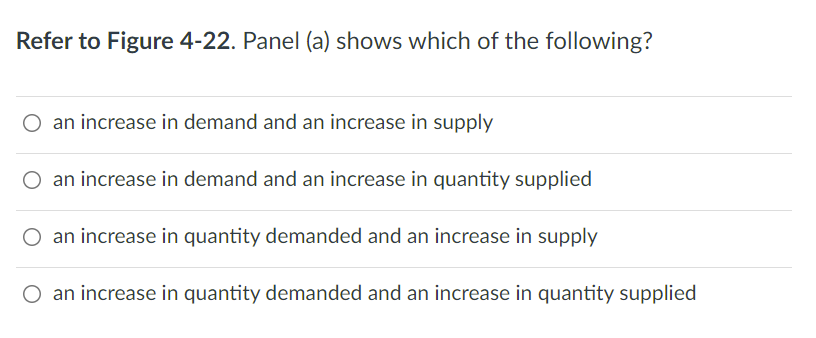 Refer to Figure 4-22. Panel (a) shows which of the following?
an increase in demand and an increase in supply
an increase in demand and an increase in quantity supplied
an increase in quantity demanded and an increase in supply
an increase in quantity demanded and an increase in quantity supplied